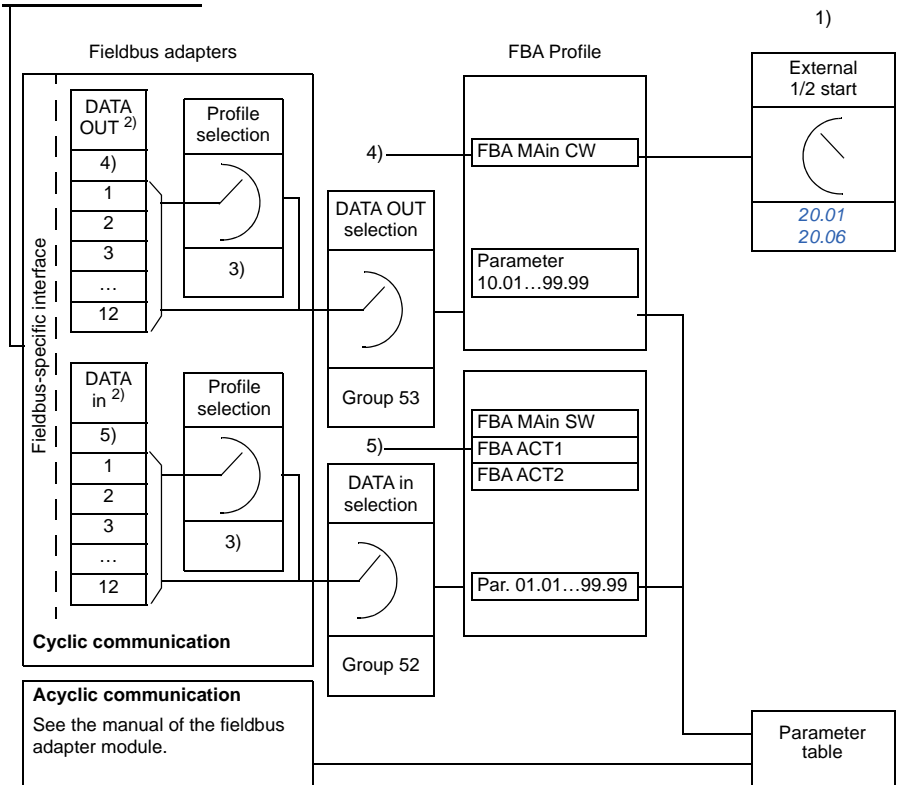 1)
Fieldbus adapters
FBA Profile
External
1/2 start
20.01
20.06
Fieldbus-specific interface
DATA
OUT 2)
4)
1
2
3
…
12
Profile
selection
3)
4)
DATA OUT
selection
Group 53
FBA MAin CW
Parameter
10.01…99.99
DATA
in 2)
5)
1
2
3
…
12
Profile
selection
3)
5)
DATA in
selection
Group 52
FBA MAin SW
FBA ACT1
FBA ACT2
Par. 01.01…99.99
Cyclic communication
Acyclic communication
See the manual of the fieldbus
adapter module.
Parameter
table